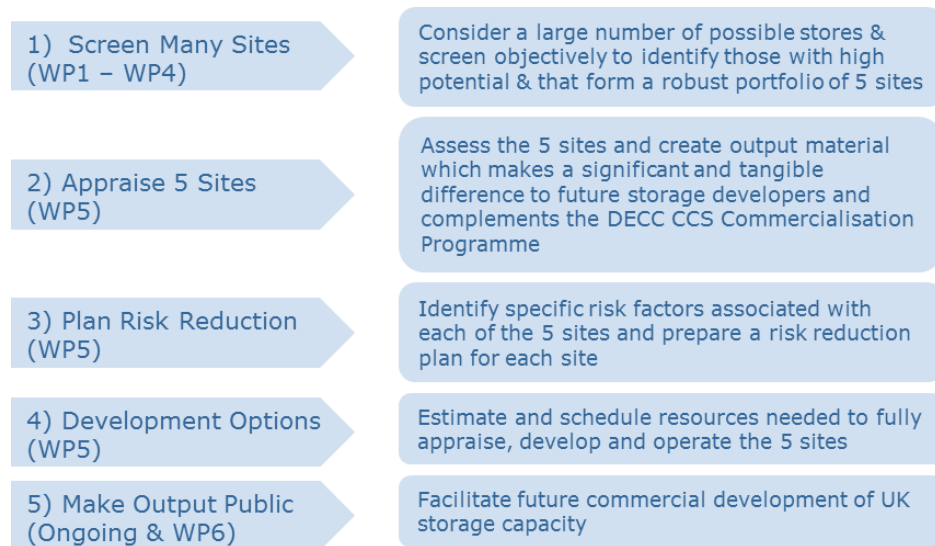 1) Screen Many Sites
(WP1 – WP4)
Consider a large number of possible stores &
screen objectively to identify those with high
potential & that form a robust portfolio of 5 sites
2) Appraise 5 Sites
(WP5)
Assess the 5 sites and create output material
which makes a significant and tangible
difference to future storage developers and
complements the DECC CCS Commercialisation
Programme
3) Plan Risk Reduction
(WP5)
Identify specific risk factors associated with
each of the 5 sites and prepare a risk reduction
plan for each site
4) Development Options
(WP5)
Estimate and schedule resources needed to fully
appraise, develop and operate the 5 sites
5) Make Output Public
(Ongoing & WP6)
Facilitate future commercial development of UK
storage capacity